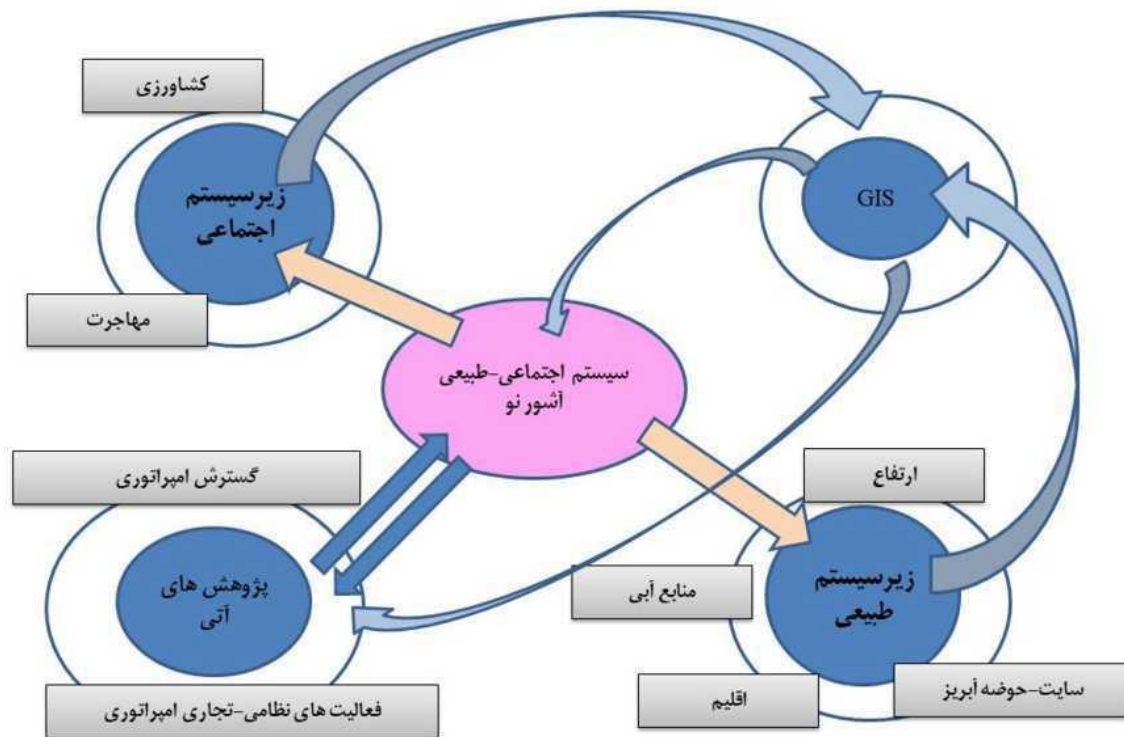 کشاورزی
زیرسیستم
اجتماعی
مهاجرت
GIS
سیستم اجتماعی-طبیعی
آشور نو
گسترش امپراتوری
پژوهش های
آتی
فعالیت های نظامی-تجاری امپراتوری
ارتفاع
منابع آبی
زیرسیستم
طبیعی
سایت-حوضه آبریز
اقلیم